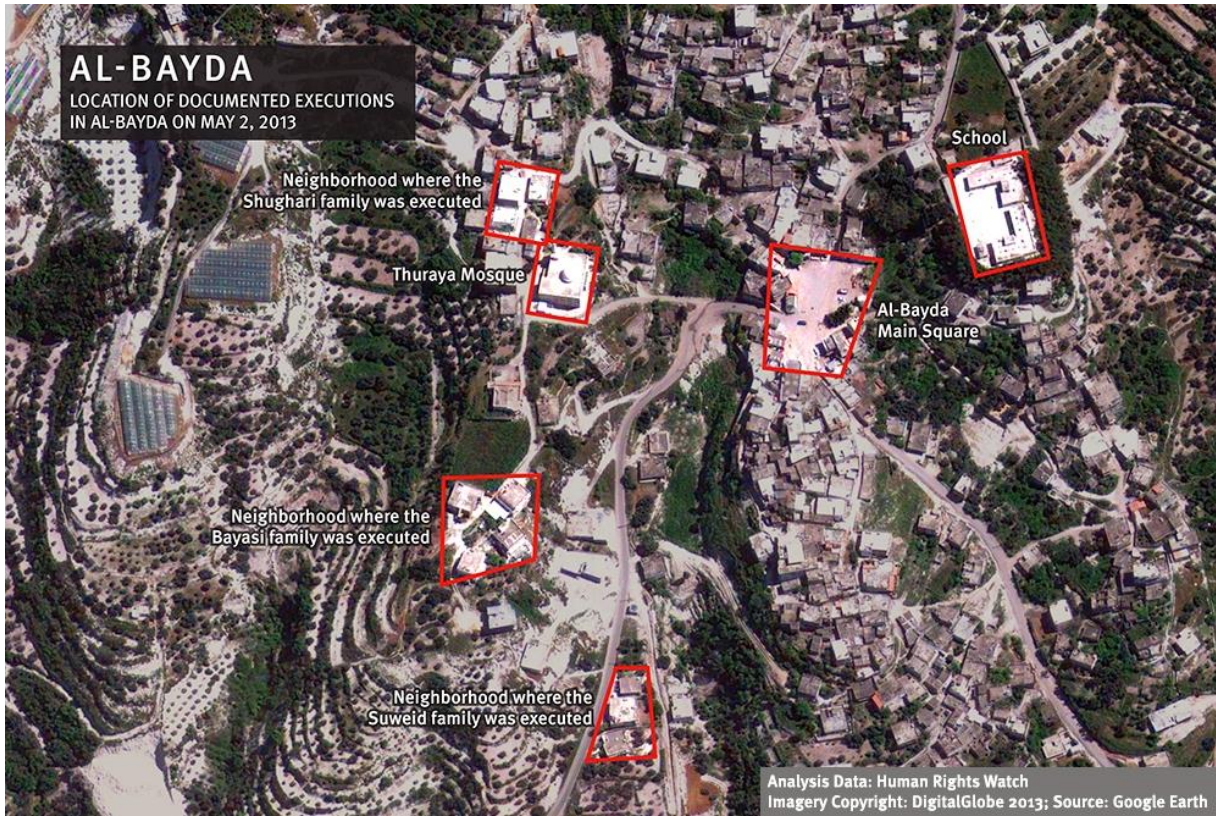 AL-BAYDA
LOCATION OF DOCUMENTED EXECUTIONS
IN AL-BAYDA ON MAY 2, 2013
School
Neighborhood where the
Shughari family was executed
Thuraya Mosque
Al-Bayda
Main Square
Neighborhood where the
Bayasi family was executed
Neighborhood where the
Suweid family was executed
Analysis Data: Human Rights Watch
Imagery Copyright: DigitalGlobe 2013; Source: Google Earth